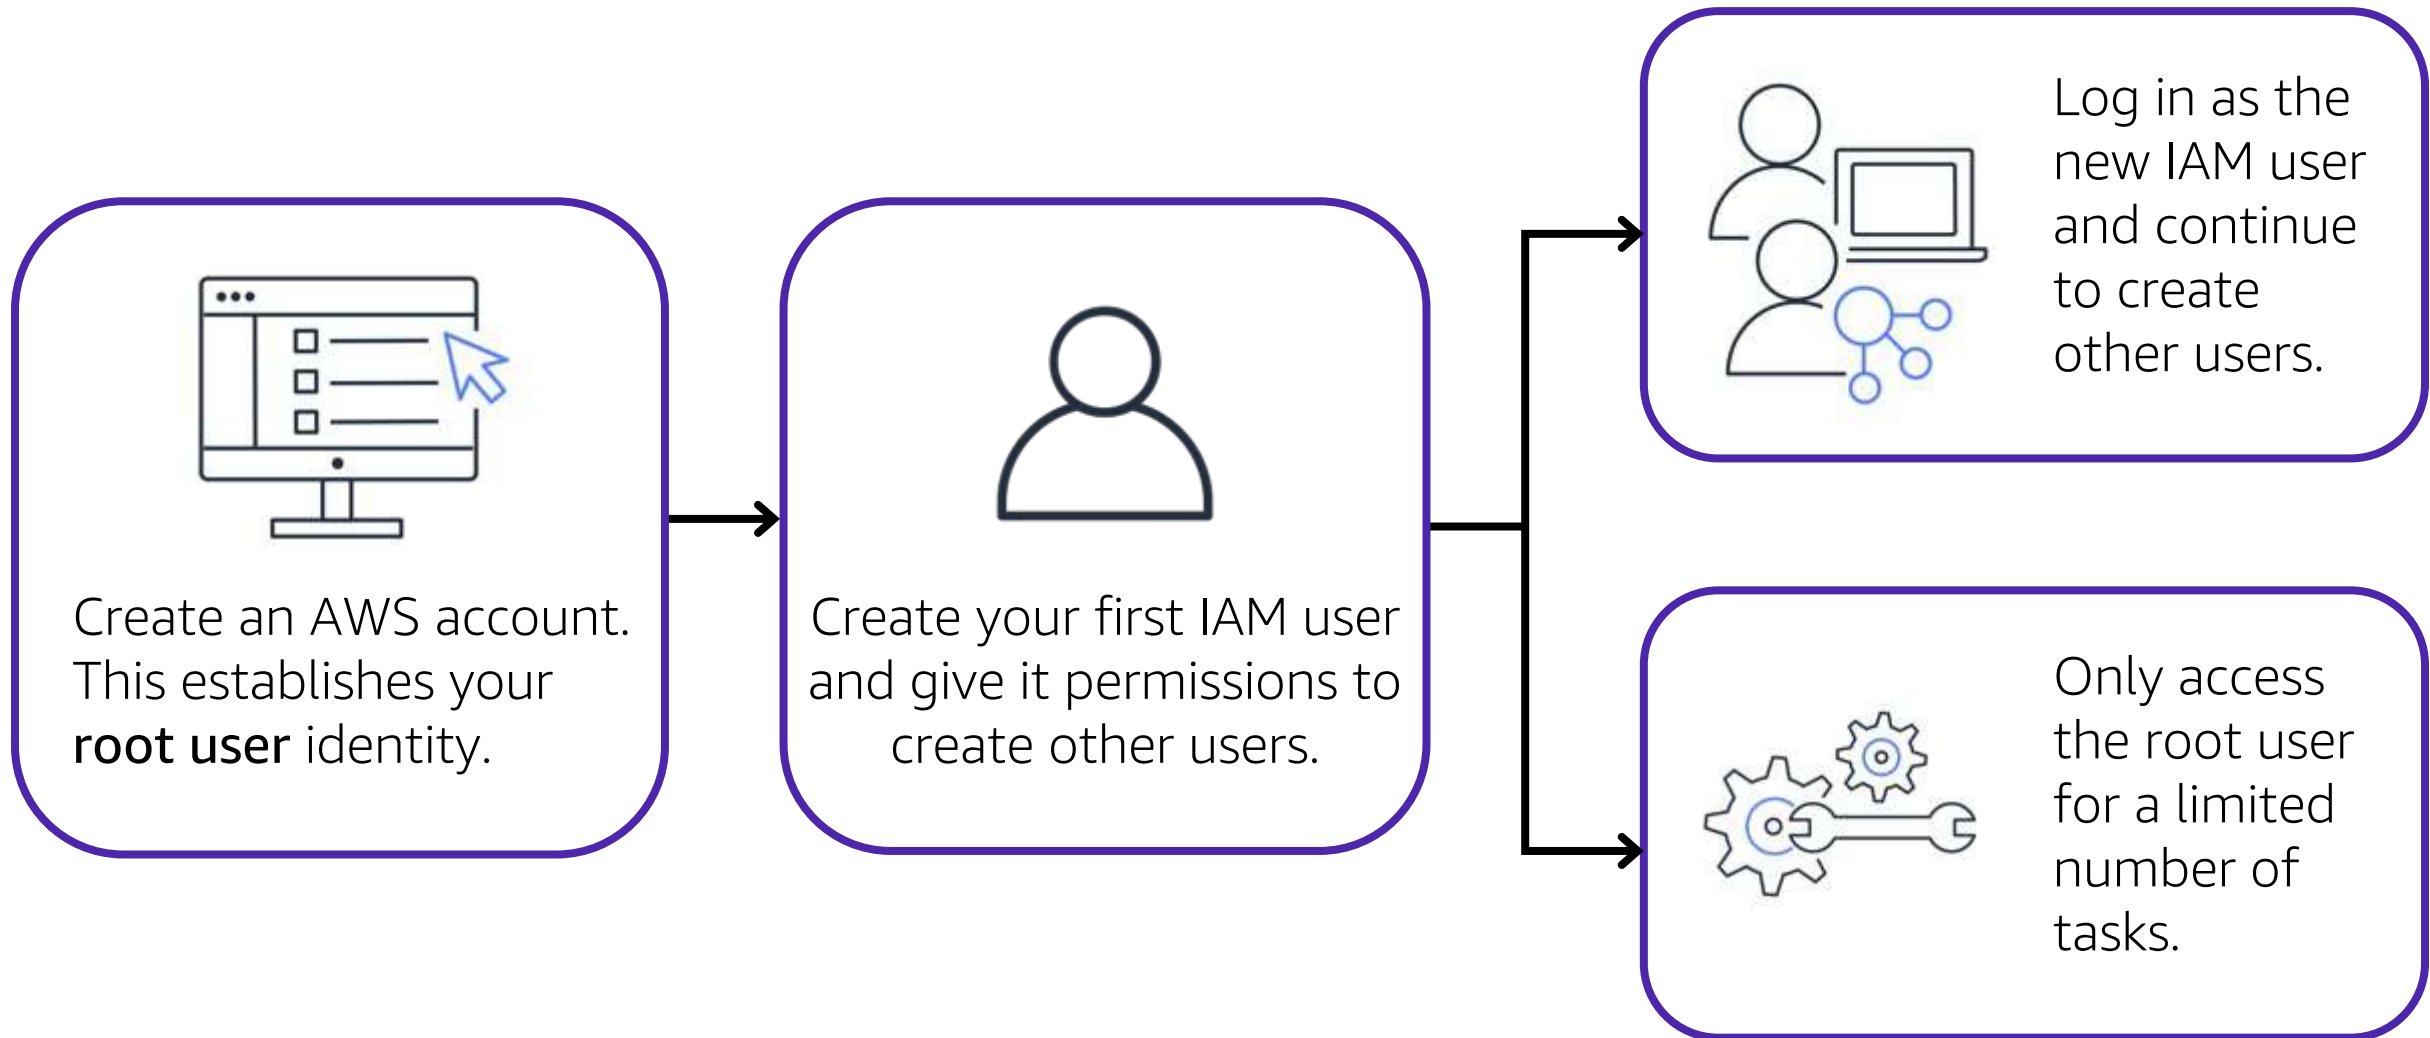 Create an AWS account.
This establishes your
root user identity.
Create your first IAM user
and give it permissions to
create other users.
Log in as the
new IAM user
and continue
to create
other users.
Only access
the root user
for a limited
number of
tasks.